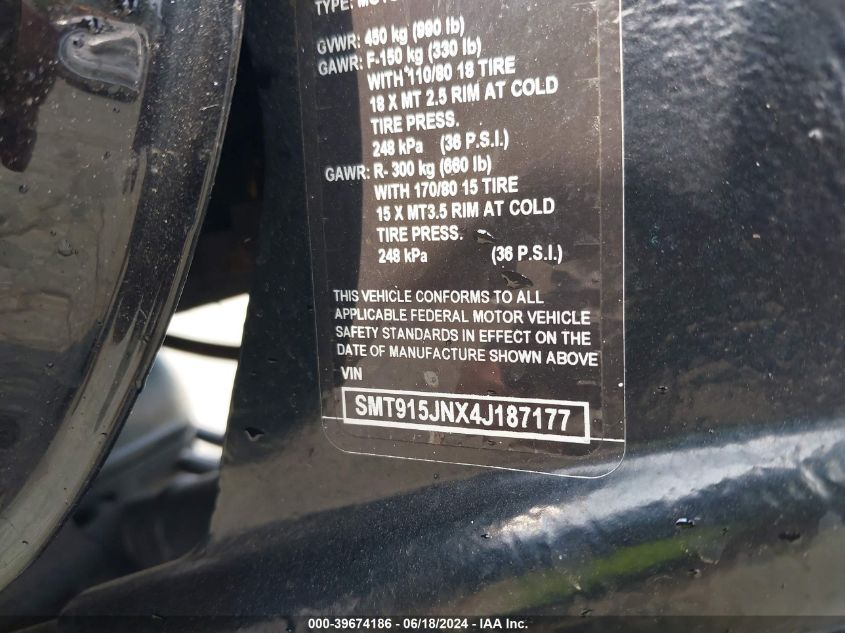 TYPE:
GVWR: 450 kg (990 lb)
GAWR: F-150 kg (330 lb)
WITH 110/80 18 TIRE
18 X MT 2.5 RIM AT COLD
TIRE PRESS.
248 kPa (36 P.S.I.)
GAWR: R- 300 kg (660 lb)
WITH 170/80 15 TIRE
15 X MT3.5 RIM AT COLD
TIRE PRESS.
248 kPa (36 P.S.I.)
THIS VEHICLE CONFORMS TO ALL
APPLICABLE FEDERAL MOTOR VEHICLE
SAFETY STANDARDS IN EFFECT ON THE
DATE OF MANUFACTURE SHOWN ABOVE
VIN
SMT915JNX4J187177
000-39674186 - 06/18/2024 - IAA Inc.